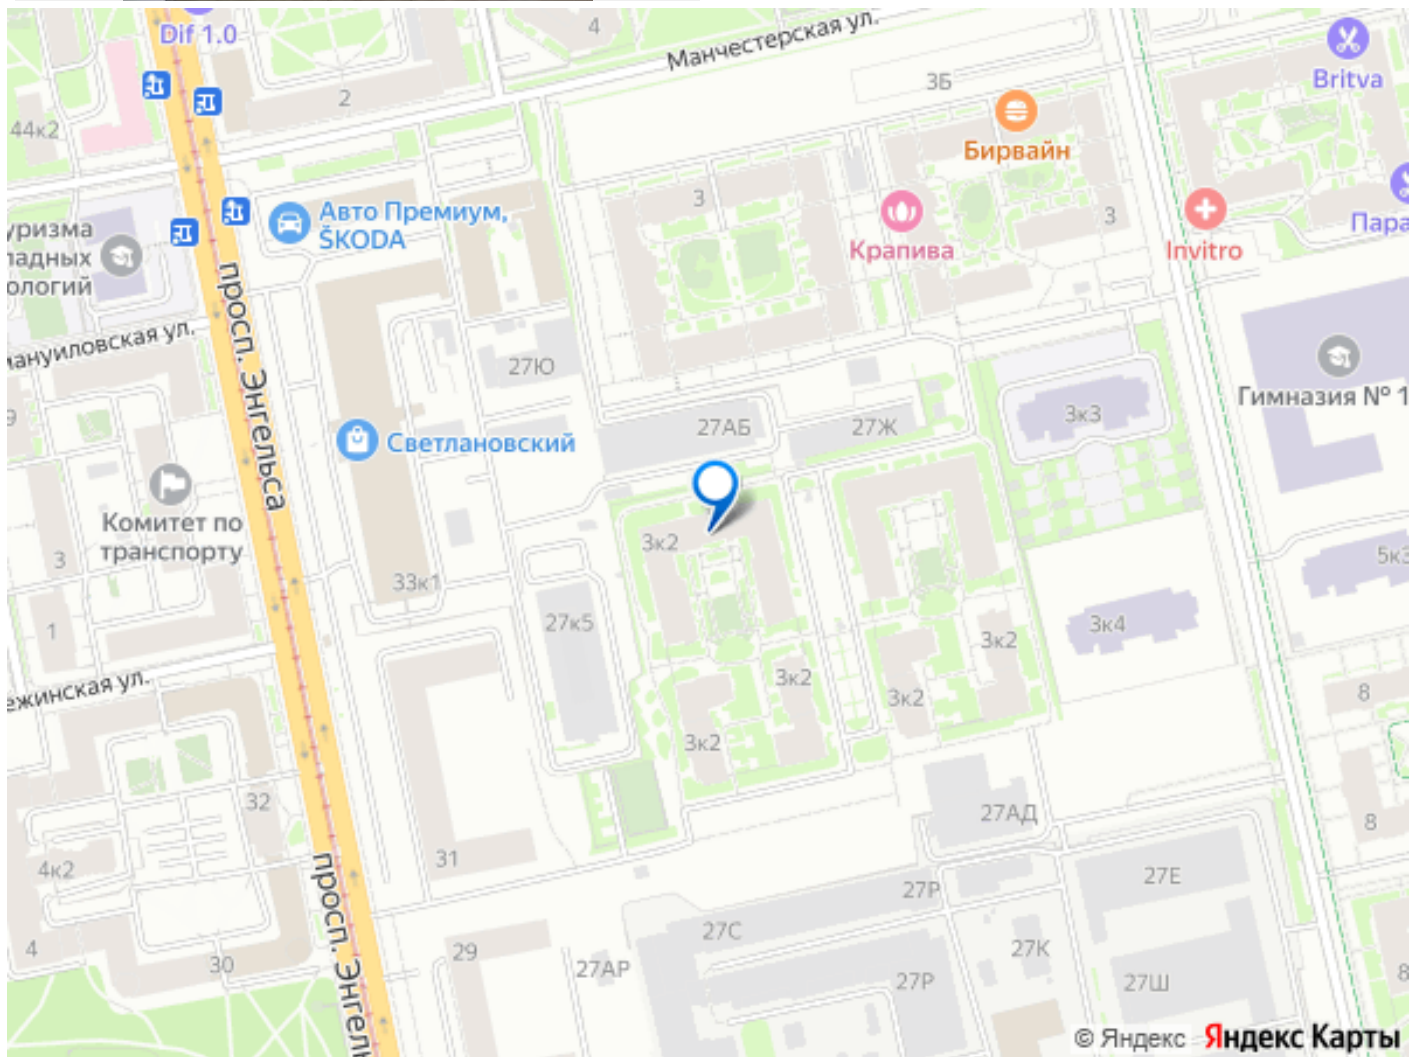 Dif 1.0
4
Манчестерская ул.
Britva
3Б
2
44к2
Бирвайн
3
Авто Премиум,
ŠKODA
Крапива
3
Invitro
Пара
уризма
ладных
ологий
просп. Энгельса
мануиловская ул.
27Ю
Гимназия № 1
9
Светлановский
27АБ
27Ж
3к3
Комитет по
транспорту
3к2
3
33к1
5к3
27к5
3к4
1
3к2
3к2
ежинская ул.
3к2
8
3к2
32
27АД
8
31
4к2
27Е
27Р
просп. Энгел
27С
4
29
27К
30
27АР
27Р
27Ш
8
© Яндекс Яндекс Карты